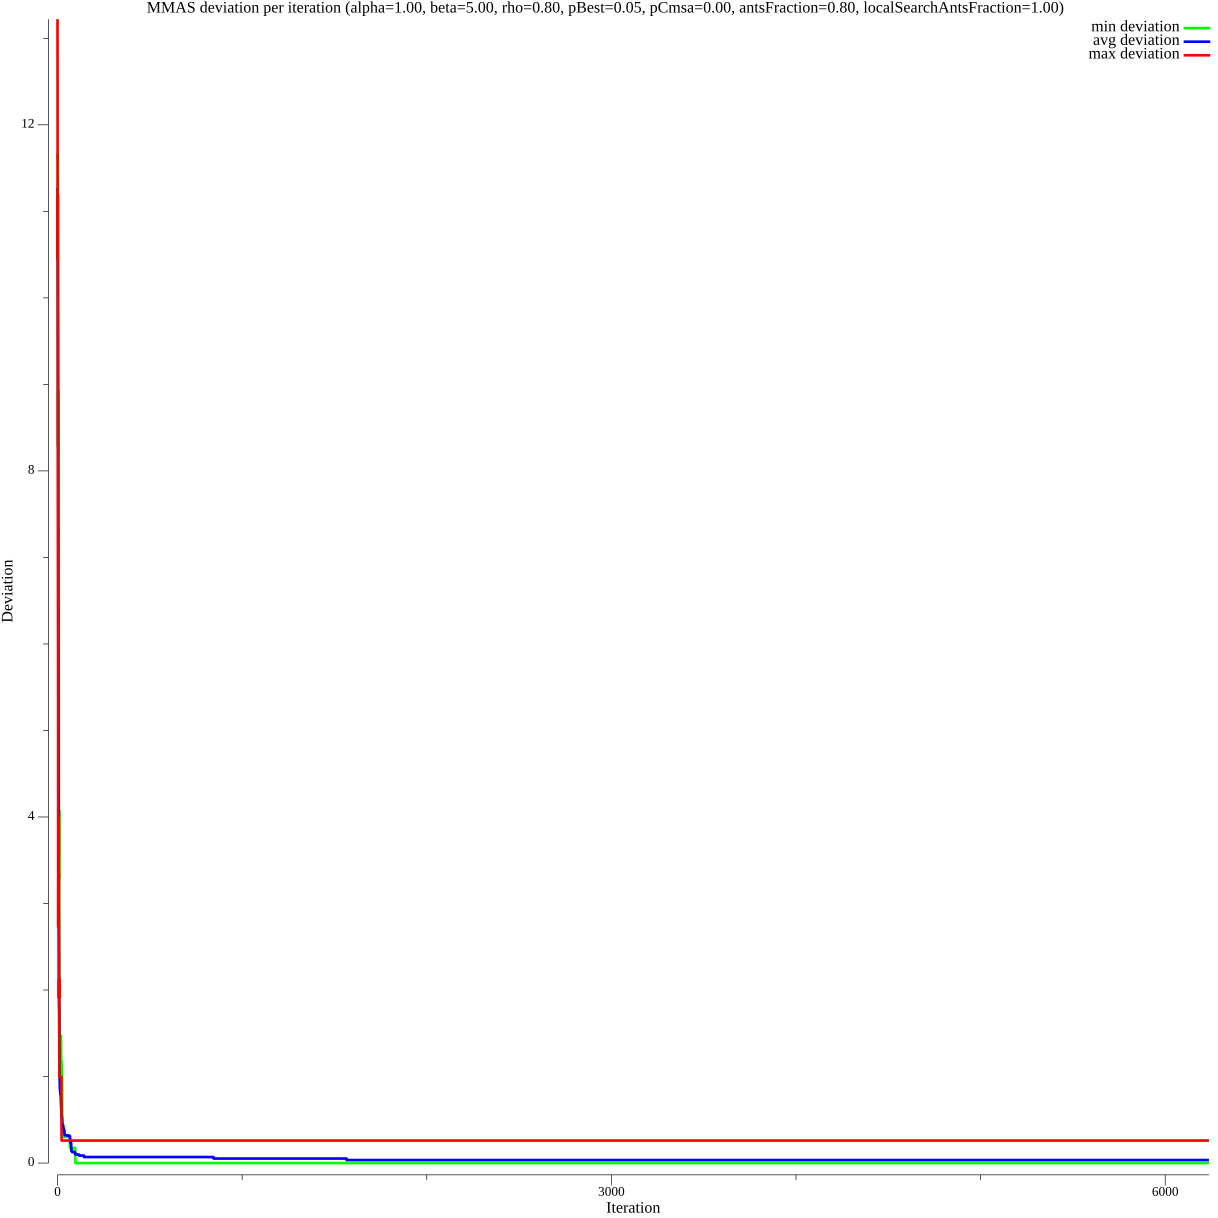 MMAS deviation per iteration (alpha=1.00, beta=5.00, rho=0.80, pBest=0.05, pCmsa=0.00, antsFraction=0.80, localSearchAntsFraction=1.00)
min deviation
avg deviation
max deviation
12
8
4
0
Deviation
0 3000 6000
Iteration